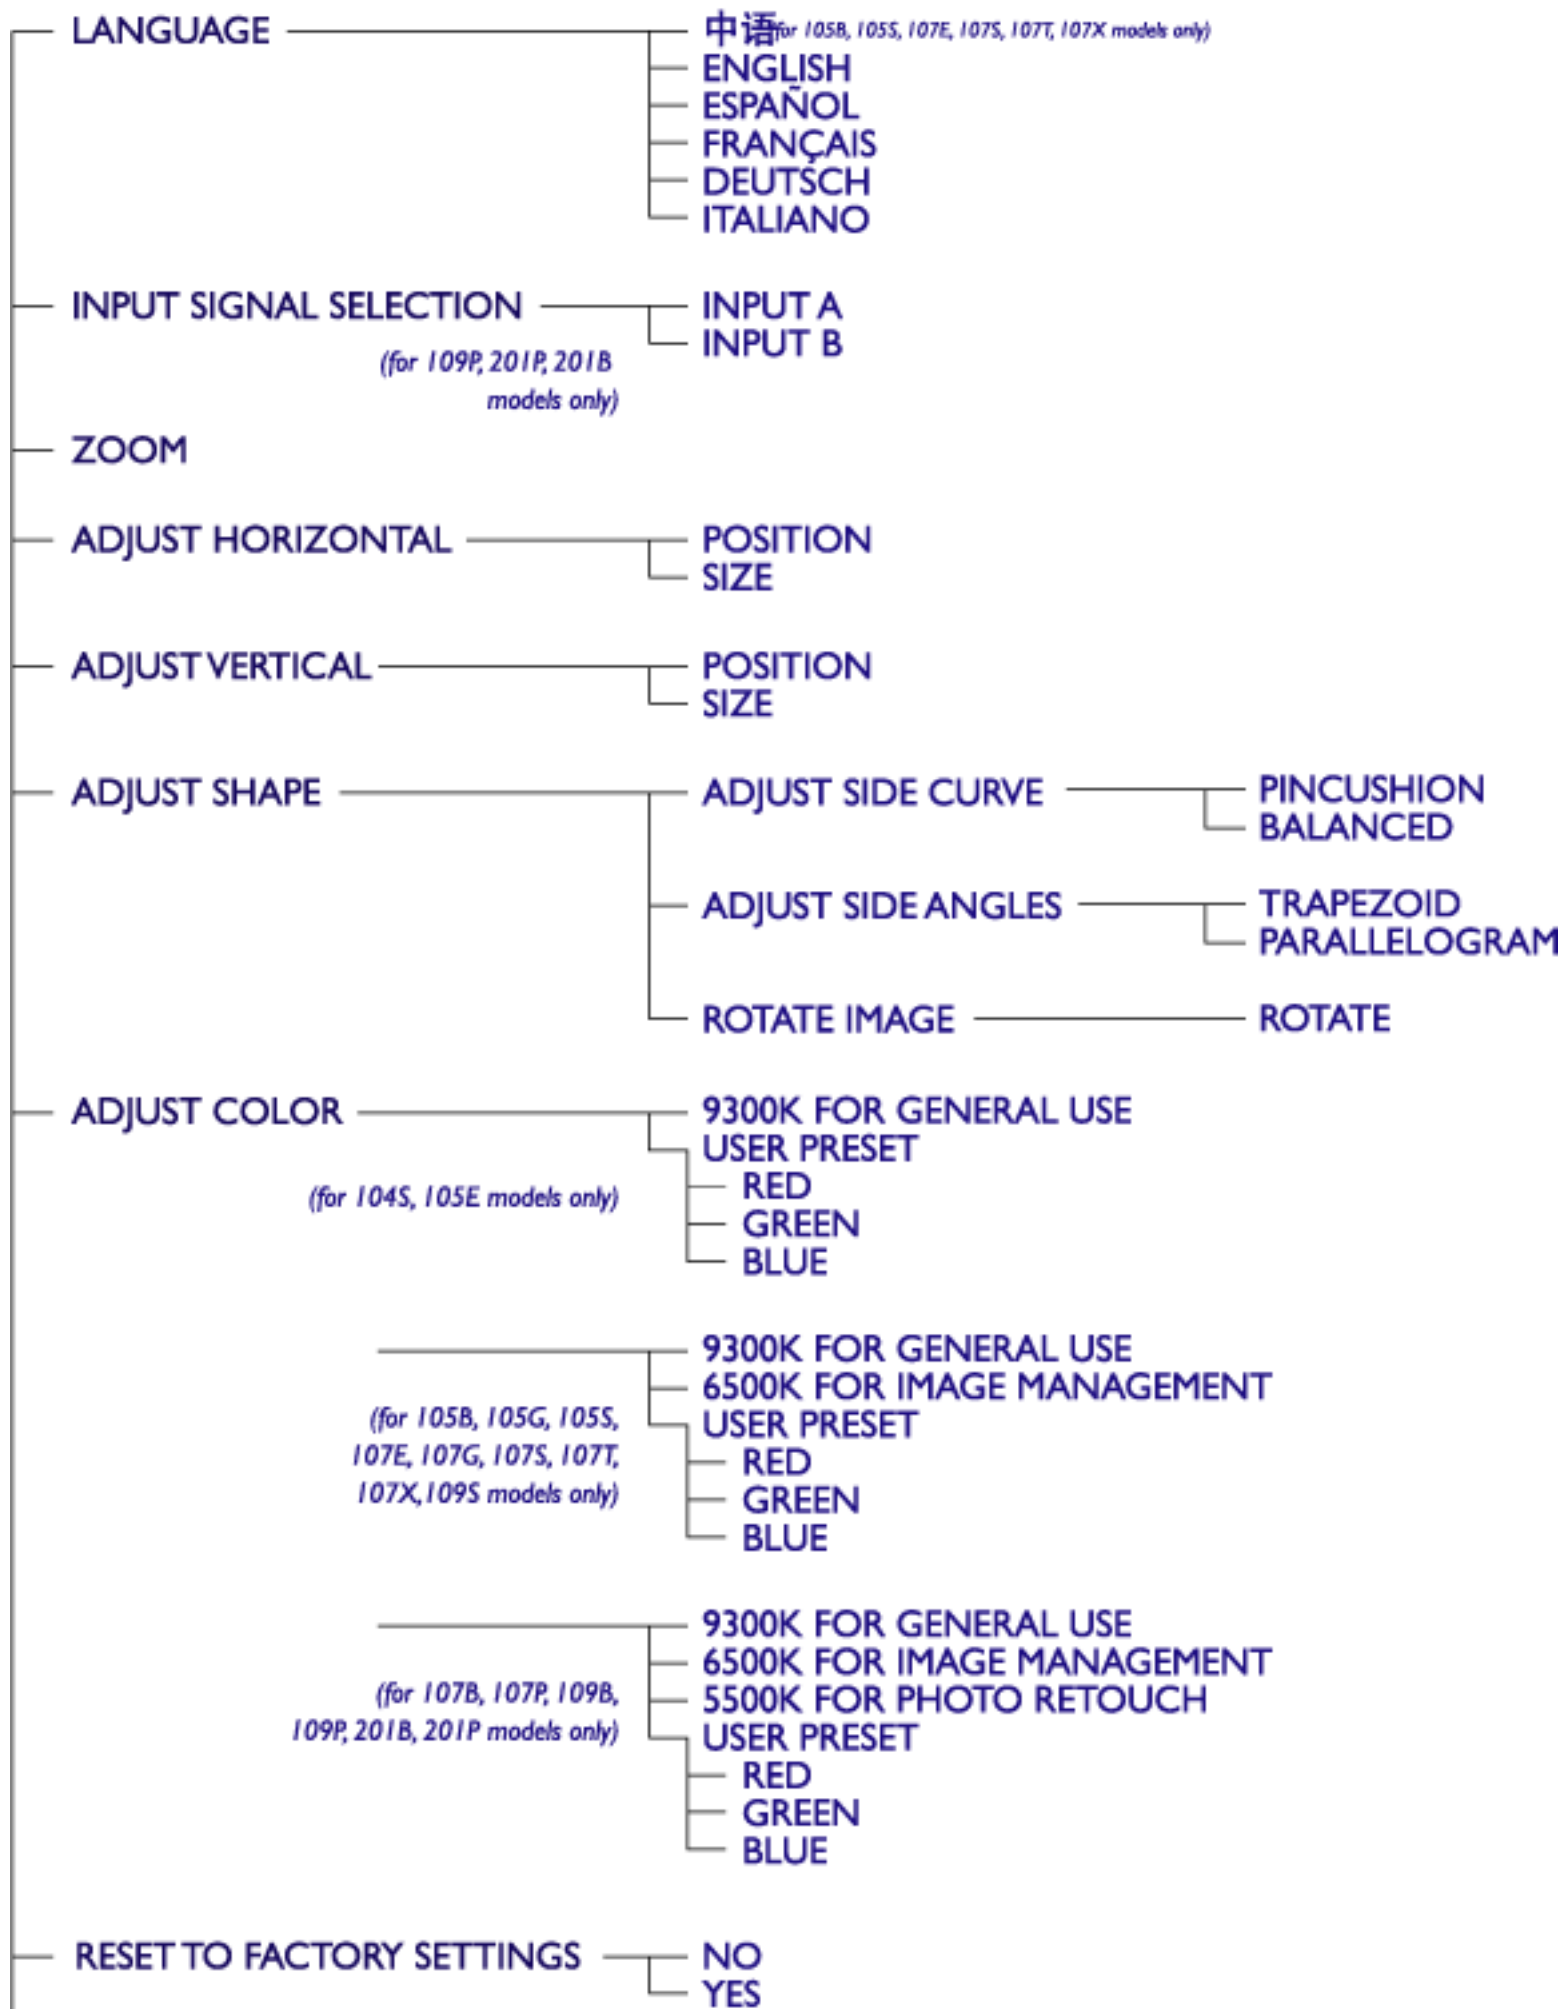 LANGUAGE
中语 (for 105B, 105S, 107E, 107S, 107T, 107X models only)
ENGLISH
ESPAÑOL
FRANÇAIS
DEUTSCH
ITALIANO
INPUT SIGNAL SELECTION
(for 109P, 201P, 201B
models only)
INPUT A
INPUT B
ZOOM
ADJUST HORIZONTAL
POSITION
SIZE
ADJUST VERTICAL
POSITION
SIZE
ADJUST SHAPE
ADJUST SIDE CURVE
PINCUSHION
BALANCED
ADJUST SIDE ANGLES
TRAPEZOID
PARALLELOGRAM
ROTATE IMAGE
ROTATE
ADJUST COLOR
(for 104S, 105E models only)
9300K FOR GENERAL USE
USER PRESET
RED
GREEN
BLUE
(for 105B, 105G, 105S,
107E, 107G, 107S, 107T,
107X, 109S models only)
9300K FOR GENERAL USE
6500K FOR IMAGE MANAGEMENT
USER PRESET
RED
GREEN
BLUE
(for 107B, 107P, 109B,
109P, 201B, 201P models only)
9300K FOR GENERAL USE
6500K FOR IMAGE MANAGEMENT
5500K FOR PHOTO RETOUCH
USER PRESET
RED
GREEN
BLUE
RESET TO FACTORY SETTINGS
NO
YES